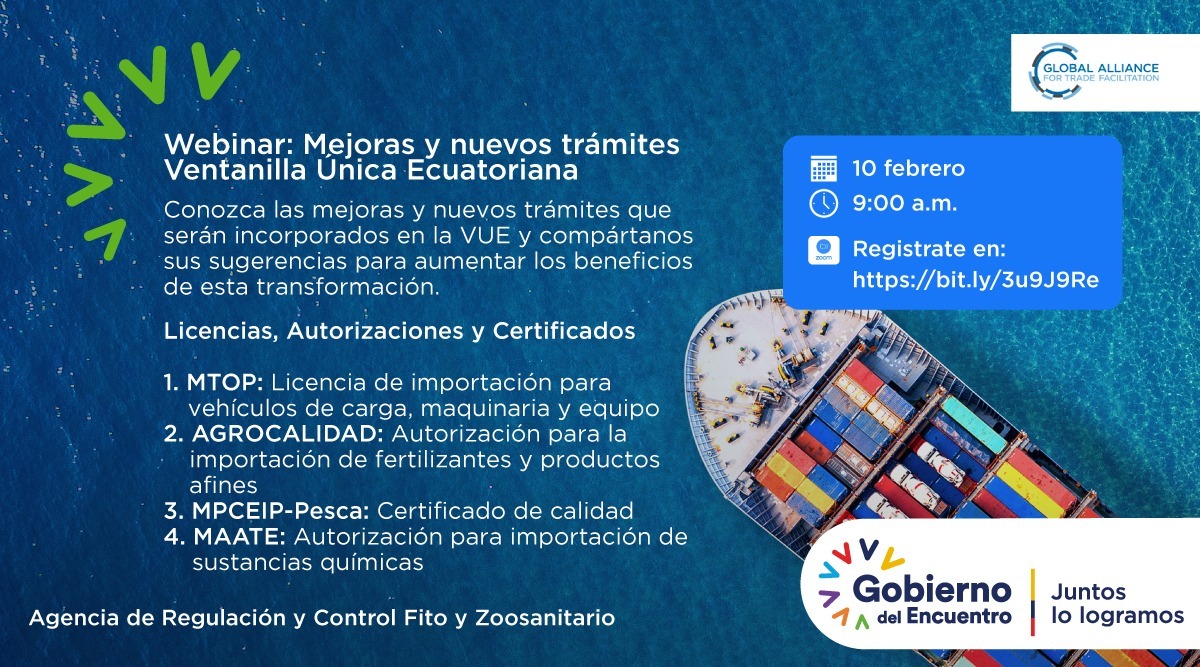 GLOBAL ALLIANCE
FOR TRADE FACILITATION
Webinar: Mejoras y nuevos trámites
Ventanilla Única Ecuatoriana
Conozca las mejoras y nuevos trámites que
serán incorporados en la VUE y compártanos
sus sugerencias para aumentar los beneficios
de esta transformación.
Licencias, Autorizaciones y Certificados
1. MTOP: Licencia de importación para
vehículos de carga, maquinaria y equipo
2. AGROCALIDAD: Autorización para la
importación de fertilizantes y productos
afines
3. MPCEIP-Pesca: Certificado de calidad
4. MAATE: Autorización para importación de
sustancias químicas
Agencia de Regulación y Control Fito y Zoosanitario
10 febrero
9:00 a.m.
zoom
Registrate en:
https://bit.ly/3u9J9Re
Gobierno
del Encuentro
Juntos
lo logramos